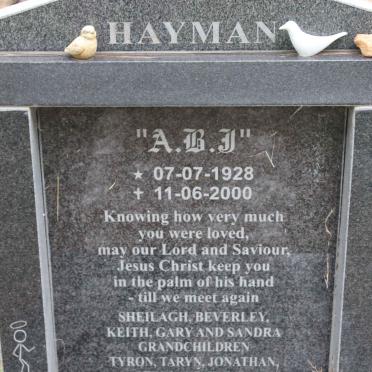 HAYMAN
"A.B.J"
★ 07-07-1928
✝ 11-06-2000
Knowing how very much
you were loved,
may our Lord and Saviour,
Jesus Christ keep you
in the palm of his hand
- till we meet again
SHEILAGH, BEVERLEY,
KEITH, GARY AND SANDRA
GRANDCHILDREN
TYRON, TARYN, JONATHAN,